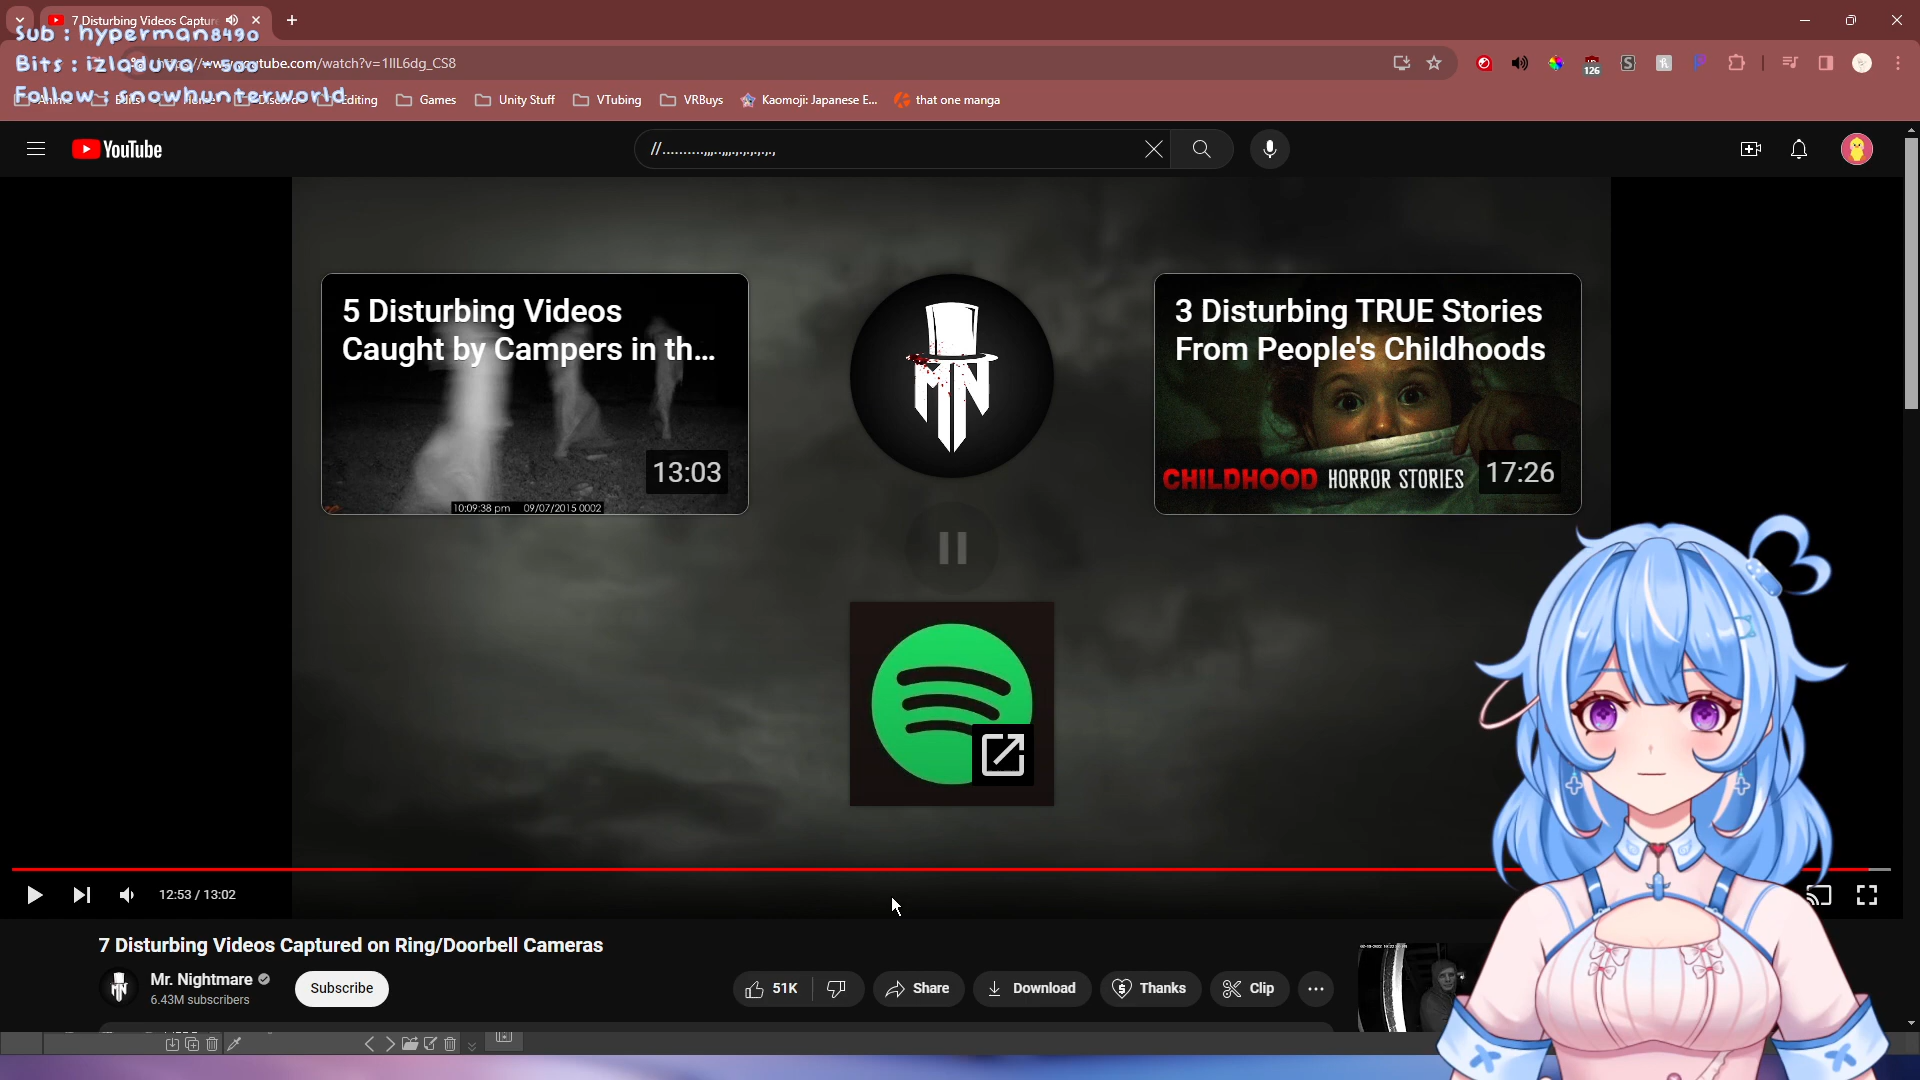 7 Disturbing Videos Captur
Sub : hyperman8490
Bits : izladuva - 500
youtube.com/watch?v=1IlL6dg_CS8
126
Follow : snowhunterworld
Editing
Games
Unity Stuff
VTubing
VRBuys
Kaomoji: Japanese E...
that one manga
YouTube
//..........,,,..,,,.,.,.,.,.,
5 Disturbing Videos
Caught by Campers in th...
13:03
10:09:38 pm 09/07/2015 0002
MN
3 Disturbing TRUE Stories
From People's Childhoods
CHILDHOOD HORROR STORIES
17:26
12:53 / 13:02
7 Disturbing Videos Captured on Ring/Doorbell Cameras
Mr. Nightmare
6.43M subscribers
Subscribe
51K
Share
Download
Thanks
Clip